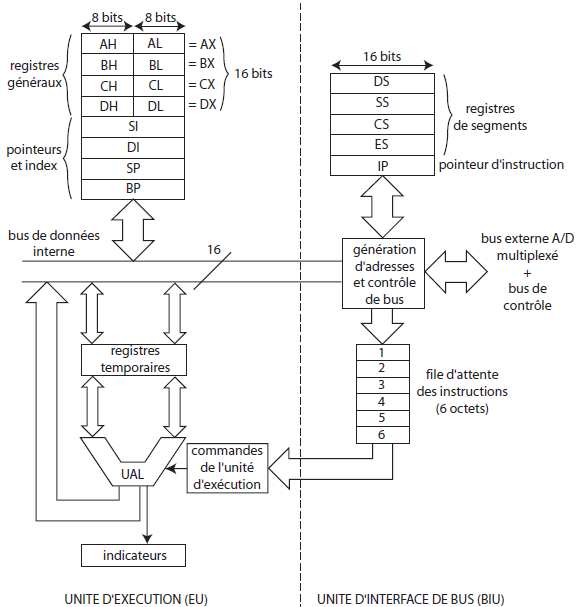 8 bits 8 bits
AH AL = AX
BH BL = BX
CH CL = CX
DH DL = DX
registres
généraux
16 bits
SI
DI
SP
BP
pointeurs
et index
16 bits
DS
SS
CS
ES
IP
registres
de segments
pointeur d'instruction
bus de données
interne
16
génération
d'adresses
et contrôle
de bus
bus externe A/D
multiplexé
+
bus de
contrôle
registres
temporaires
1
2
3
4
5
6
file d'attente
des instructions
(6 octets)
UAL
commandes
de l'unité
d'exécution
indicateurs
UNITE D'EXECUTION (EU)
UNITE D'INTERFACE DE BUS (BIU)